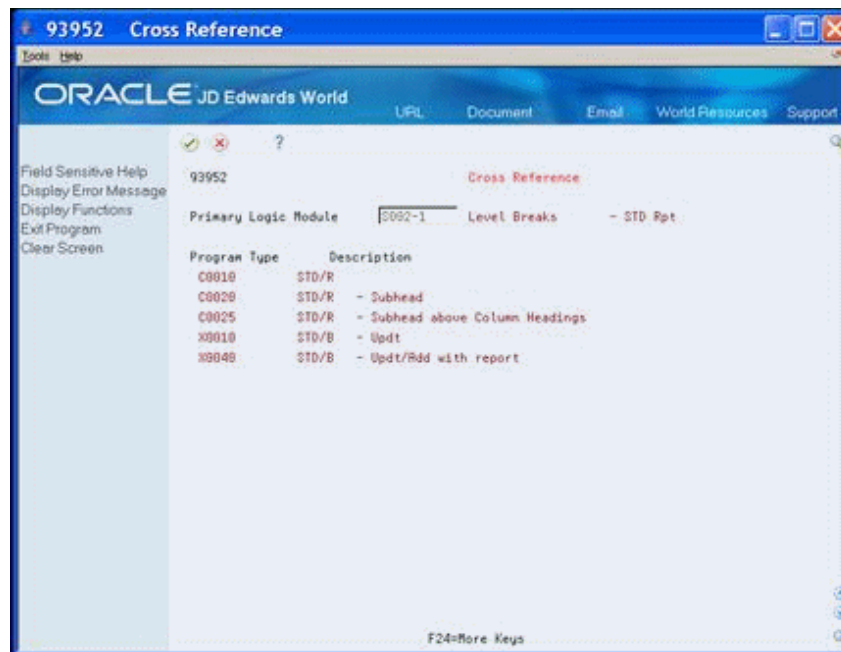 93952 Cross Reference
Tools Help
ORACLE JD Edwards World
URL Document Email World Resources Support
?
Field Sensitive Help
Display Error Message
Display Functions
Exit Program
Clear Screen
93952 Cross Reference
Primary Logic Module S092-1 Level Breaks - STD Rpt
Program Type Description
C0010 STD/R
C0020 STD/R - Subhead
C0025 STD/R - Subhead above Column Headings
X0010 STD/B - Updt
X0040 STD/B - Updt/Add with report
F24=More Keys